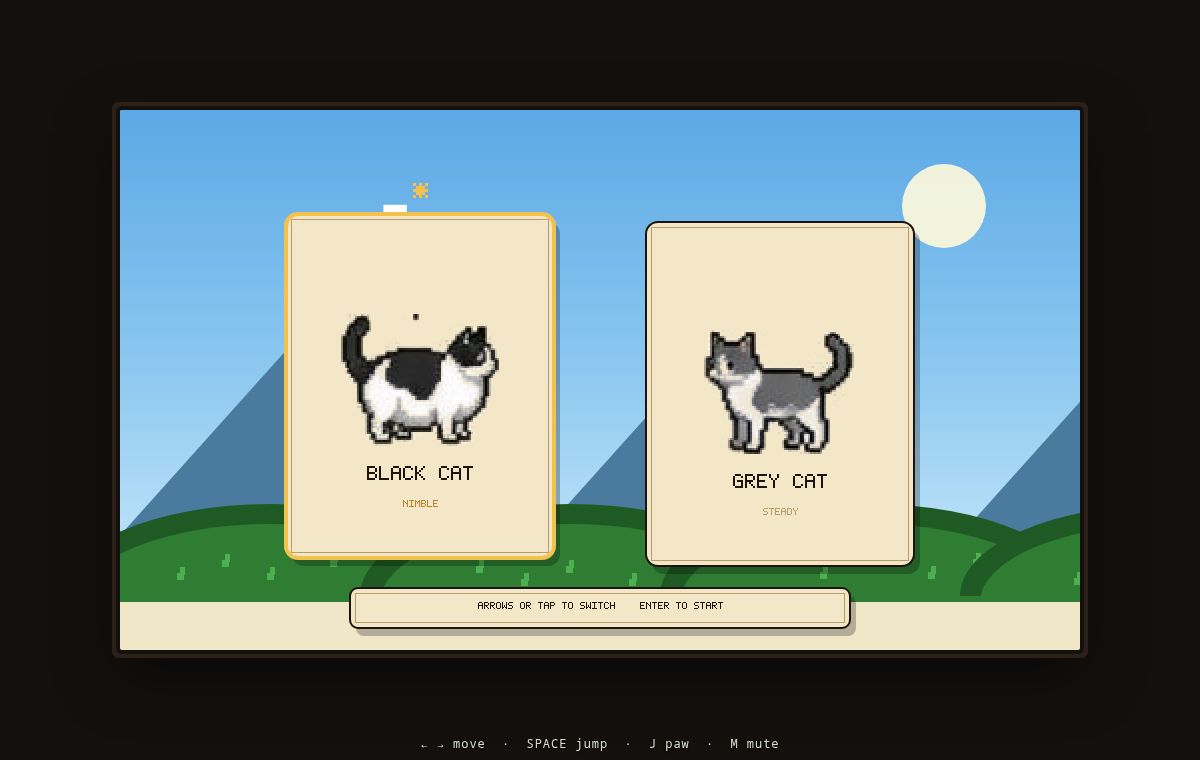 BLACK CAT
NIMBLE
GREY CAT
STEADY
ARROWS OR TAP TO SWITCH ENTER TO START
← → move · SPACE jump · J paw · M mute